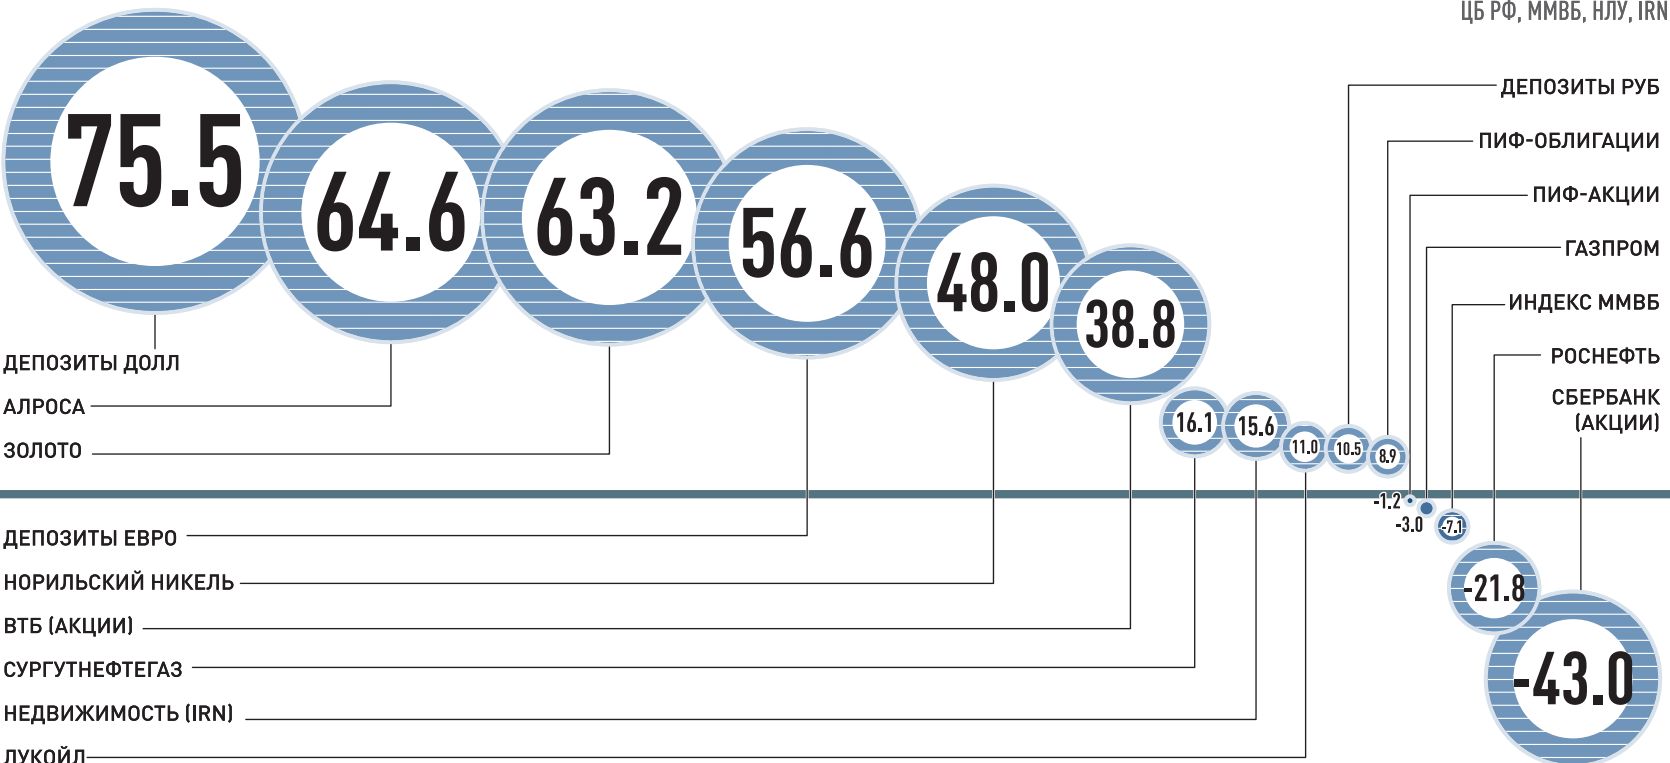 ЦБ РФ, ММВБ, НЛУ, IRN
75.5
64.6
63.2
56.6
48.0
38.8
16.1
15.6
11.0
10.5
8.9
-1.2
-3.0
-7.1
-21.8
-43.0
ДЕПОЗИТЫ РУБ
ПИФ-ОБЛИГАЦИИ
ПИФ-АКЦИИ
ГАЗПРОМ
ИНДЕКС ММВБ
РОСНЕФТЬ
СБЕРБАНК
(АКЦИИ)
ДЕПОЗИТЫ ДОЛЛ
АЛРОСА
ЗОЛОТО
ДЕПОЗИТЫ ЕВРО
НОРИЛЬСКИЙ НИКЕЛЬ
ВТБ (АКЦИИ)
СУРГУТНЕФТЕГАЗ
НЕДВИЖИМОСТЬ (IRN)
ЛУКОЙЛ